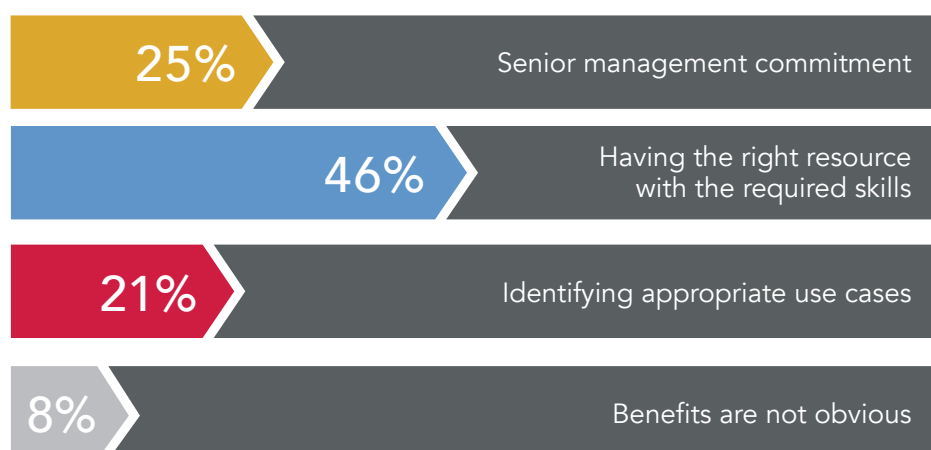 25%
Senior management commitment
46%
Having the right resource
with the required skills
21%
Identifying appropriate use cases
8%
Benefits are not obvious